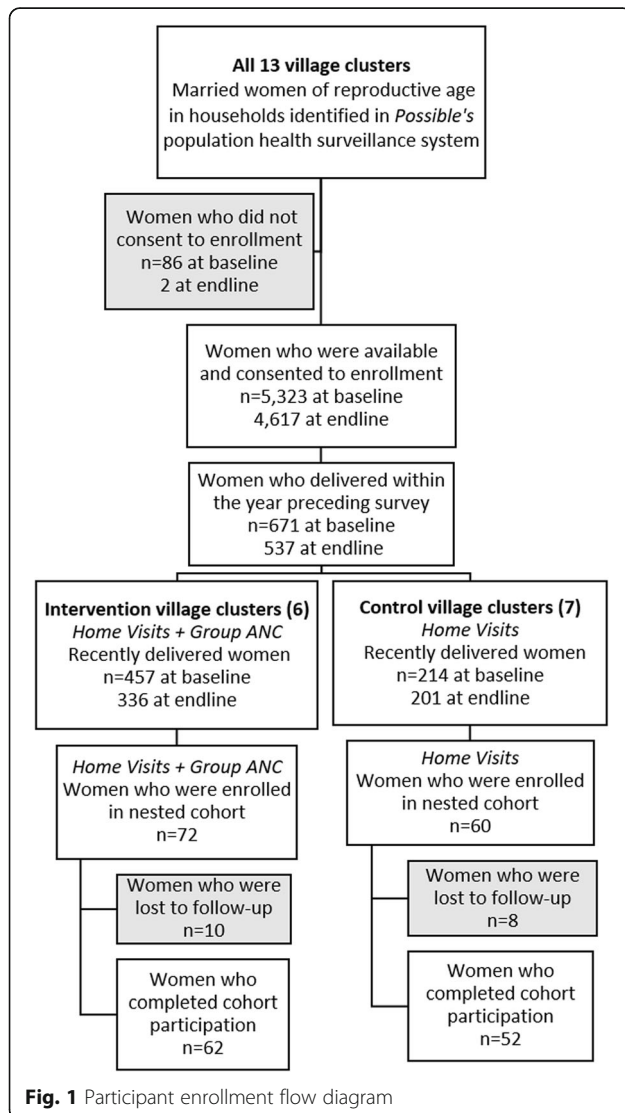 All 13 village clusters
Married women of reproductive age
in households identified in Possible's
population health surveillance system
Women who did not
consent to enrollment
n=86 at baseline
2 at endline
Women who were available
and consented to enrollment
n=5,323 at baseline
4,617 at endline
Women who delivered within
the year preceding survey
n=671 at baseline
537 at endline
Intervention village clusters (6)
Home Visits + Group ANC
Recently delivered women
n=457 at baseline
336 at endline
Control village clusters (7)
Home Visits
Recently delivered women
n=214 at baseline
201 at endline
Home Visits + Group ANC
Women who were enrolled
in nested cohort
n=72
Home Visits
Women who were enrolled
in nested cohort
n=60
Women who were
lost to follow-up
n=10
Women who were
lost to follow-up
n=8
Women who
completed cohort
participation
n=62
Women who
completed cohort
participation
n=52
Fig. 1 Participant enrollment flow diagram